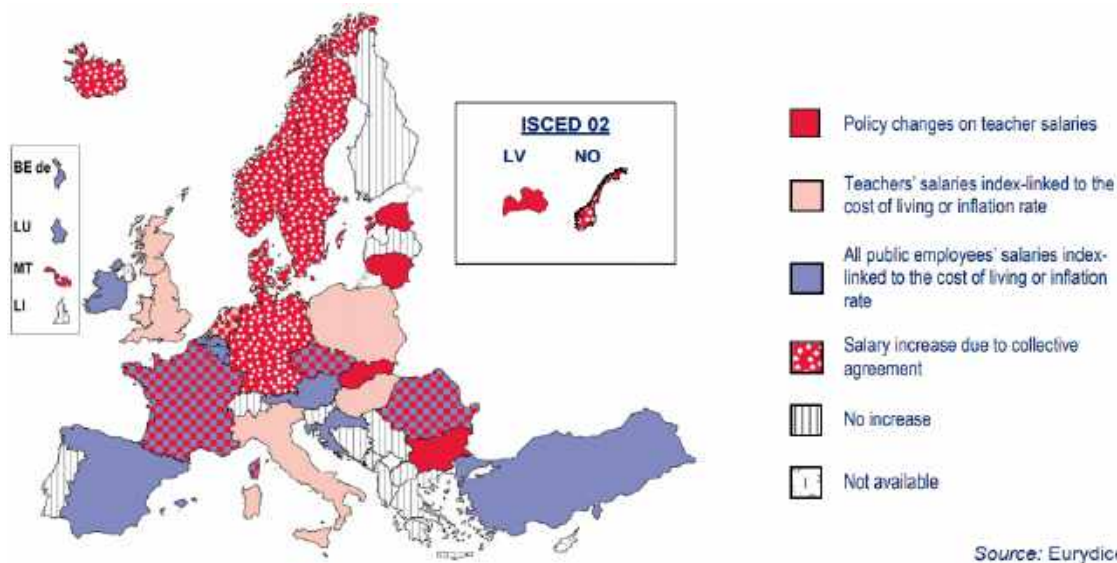 ISCED 02
LV NO
BE de
LU
MT
LI
Policy changes on teacher salaries
Teachers' salaries index-linked to the
cost of living or inflation rate
All public employees' salaries index-
linked to the cost of living or inflation
rate
Salary increase due to collective
agreement
No increase
Not available
Source: Eurydice